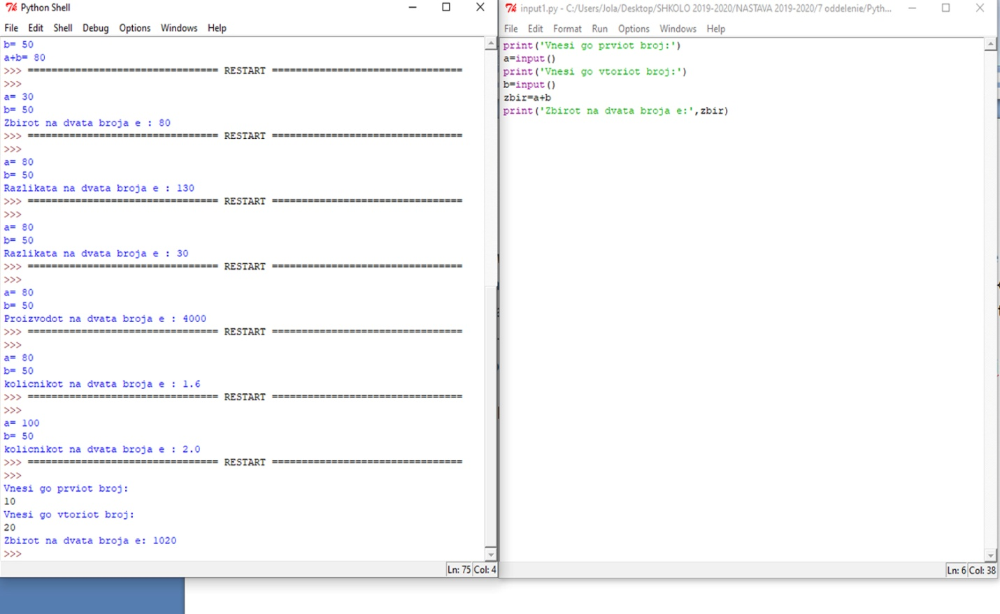 Python Shell
File Edit Shell Debug Options Windows Help
b= 50
a+b= 80
>>> ================================ RESTART ================================
>>>
a= 30
b= 50
Zbirot na dvata broja e : 80
>>> ================================ RESTART ================================
>>>
a= 80
b= 50
Razlikata na dvata broja e : 130
>>> ================================ RESTART ================================
>>>
a= 80
b= 50
Razlikata na dvata broja e : 30
>>> ================================ RESTART ================================
>>>
a= 80
b= 50
Proizvodot na dvata broja e : 4000
>>> ================================ RESTART ================================
>>>
a= 80
b= 50
kolicnikot na dvata broja e : 1.6
>>> ================================ RESTART ================================
>>>
a= 100
b= 50
kolicnikot na dvata broja e : 2.0
>>> ================================ RESTART ================================
>>>
Vnesi go prviot broj:
10
Vnesi go vtoriot broj:
20
Zbirot na dvata broja e: 1020
>>>
Ln: 75 Col: 4
input1.py - C:/Users/Jola/Desktop/SHKOLO 2019-2020/NASTAVA 2019-2020/7 oddelenie/Pyth...
File Edit Format Run Options Windows Help
print('Vnesi go prviot broj:')
a=input()
print('Vnesi go vtoriot broj:')
b=input()
zbir=a+b
print('Zbirot na dvata broja e:',zbir)
Ln: 6 Col: 38